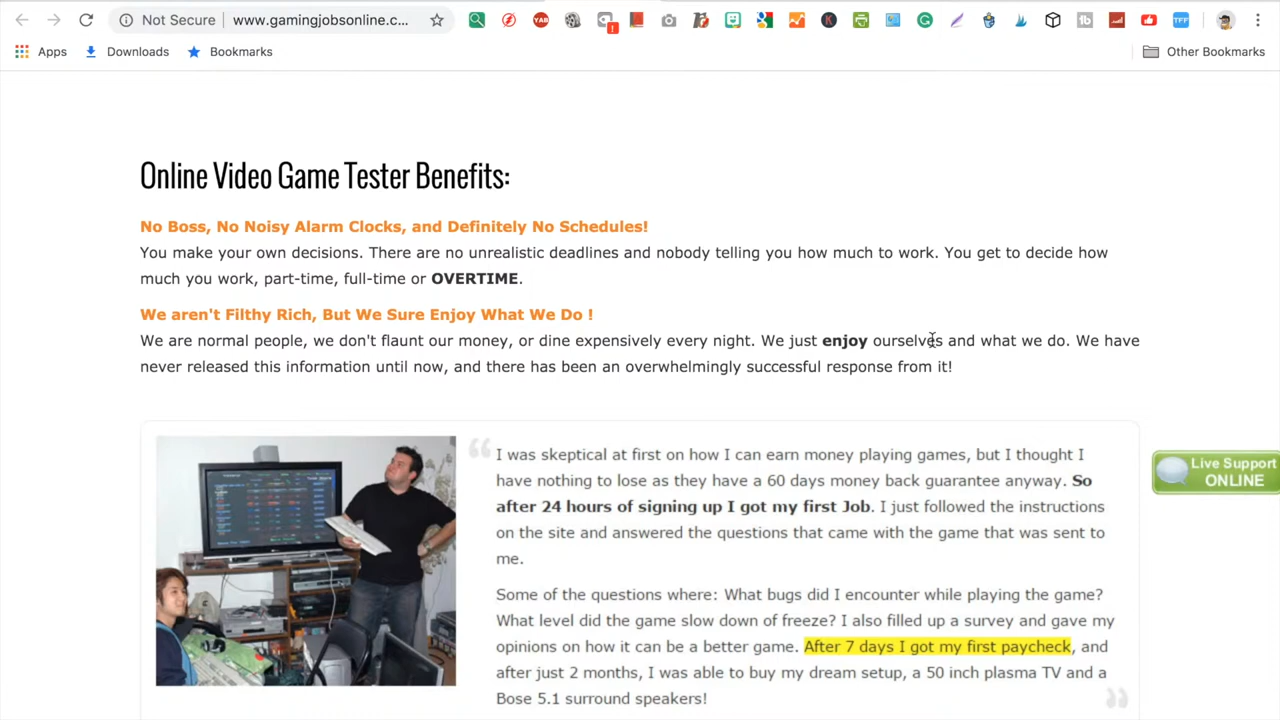 Not Secure
www.gamingjobsonline.c...
Apps
Downloads
Bookmarks
Other Bookmarks
Online Video Game Tester Benefits:
No Boss, No Noisy Alarm Clocks, and Definitely No Schedules!
You make your own decisions. There are no unrealistic deadlines and nobody telling you how much to work. You get to decide how
much you work, part-time, full-time or OVERTIME.
We aren't Filthy Rich, But We Sure Enjoy What We Do !
We are normal people, we don't flaunt our money, or dine expensively every night. We just enjoy ourselves and what we do. We have
never released this information until now, and there has been an overwhelmingly successful response from it!
I was skeptical at first on how I can earn money playing games, but I thought I
have nothing to lose as they have a 60 days money back guarantee anyway. So
after 24 hours of signing up I got my first Job. I just followed the instructions
on the site and answered the questions that came with the game that was sent to
me.
Some of the questions where: What bugs did I encounter while playing the game?
What level did the game slow down of freeze? I also filled up a survey and gave my
opinions on how it can be a better game. After 7 days I got my first paycheck, and
after just 2 months, I was able to buy my dream setup, a 50 inch plasma TV and a
Bose 5.1 surround speakers!
Live Support
ONLINE